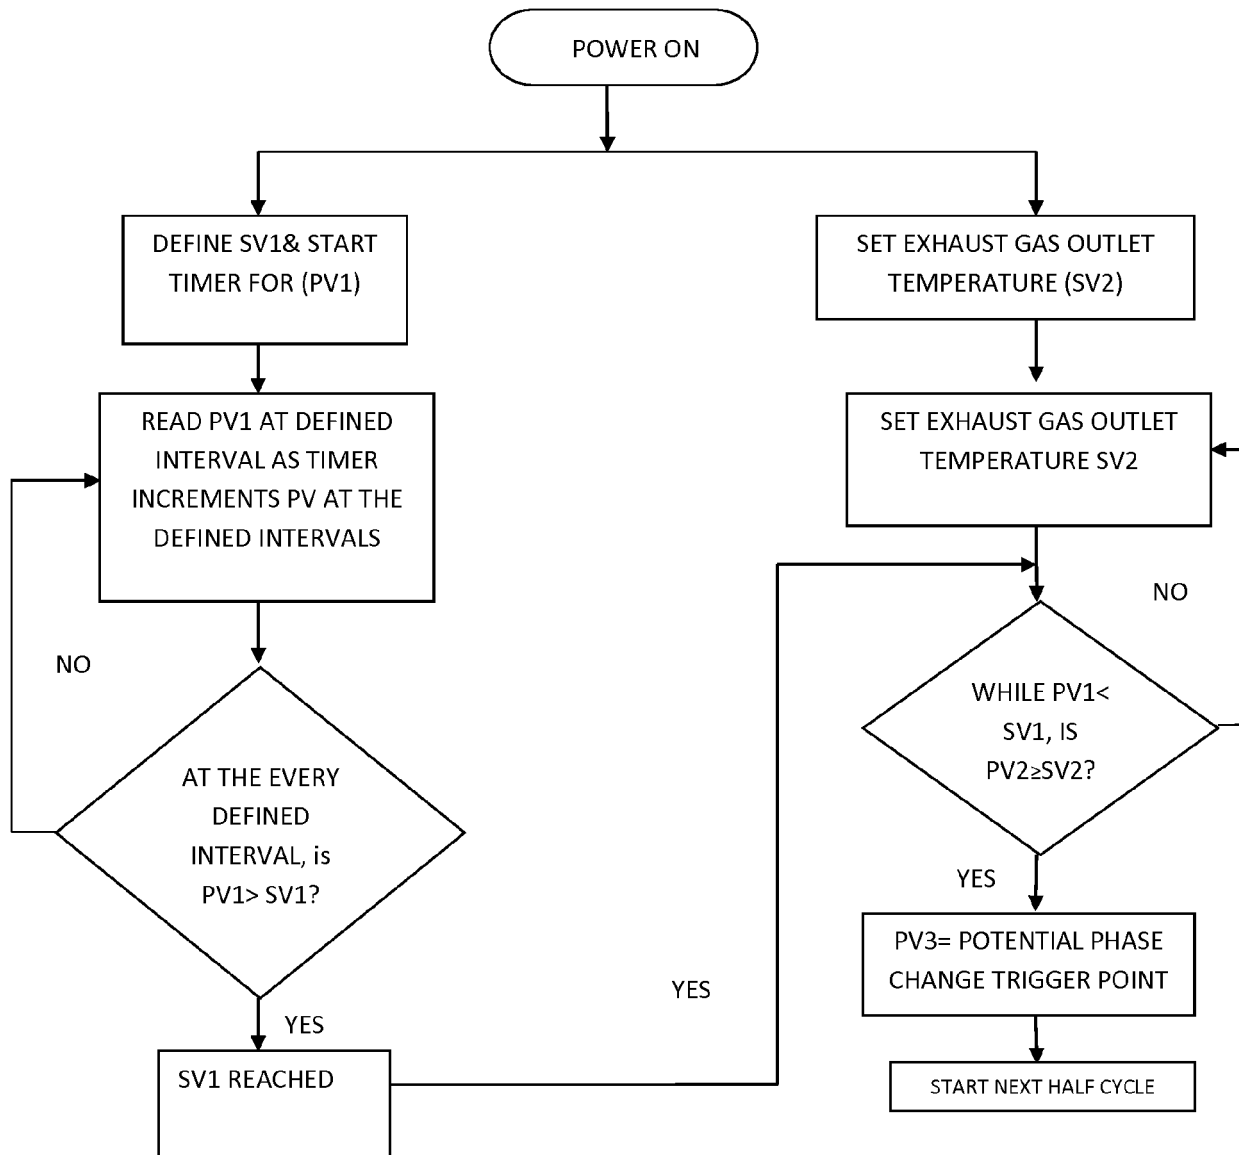 POWER ON
DEFINE SV1& START
TIMER FOR (PV1)
SET EXHAUST GAS OUTLET
TEMPERATURE (SV2)
READ PV1 AT DEFINED
INTERVAL AS TIMER
INCREMENTS PV AT THE
DEFINED INTERVALS
SET EXHAUST GAS OUTLET
TEMPERATURE SV2
NO
NO
AT THE EVERY
DEFINED
INTERVAL, is
PV1> SV1?
WHILE PV1<
SV1, IS
PV2≥SV2?
YES
YES
YES
SV1 REACHED
PV3= POTENTIAL PHASE
CHANGE TRIGGER POINT
START NEXT HALF CYCLE